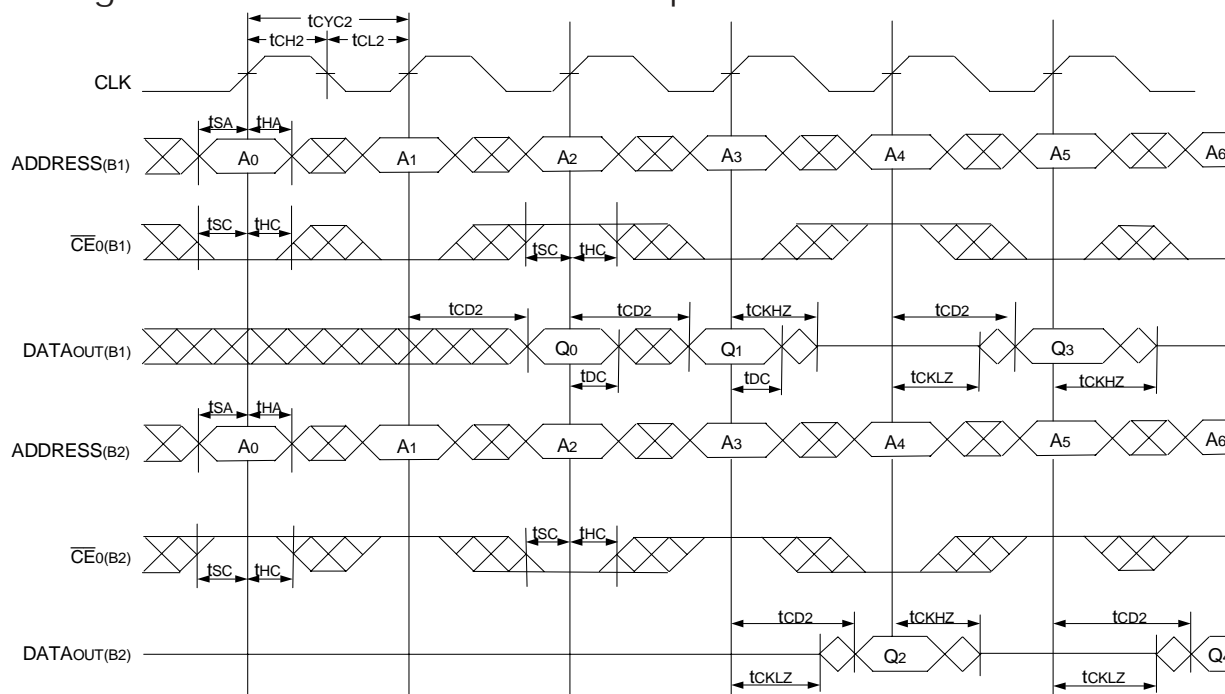 tCYC2
tCH2 tCL2
CLK
tSA tHA
ADDRESS(B1) A0 A1 A2 A3 A4 A5 A6
tSC tHC
CE0(B1)
tSC tHC
tCD2 tCD2 tCKHZ tCD2
DATAOUT(B1) Q0 Q1 Q3
tDC tDC tCKLZ tCKHZ
tSA tHA
ADDRESS(B2) A0 A1 A2 A3 A4 A5 A6
tSC tHC
CE0(B2)
tSC tHC
tCD2 tCKHZ tCD2
DATAOUT(B2) Q2 Q4
tCKLZ tCKLZ